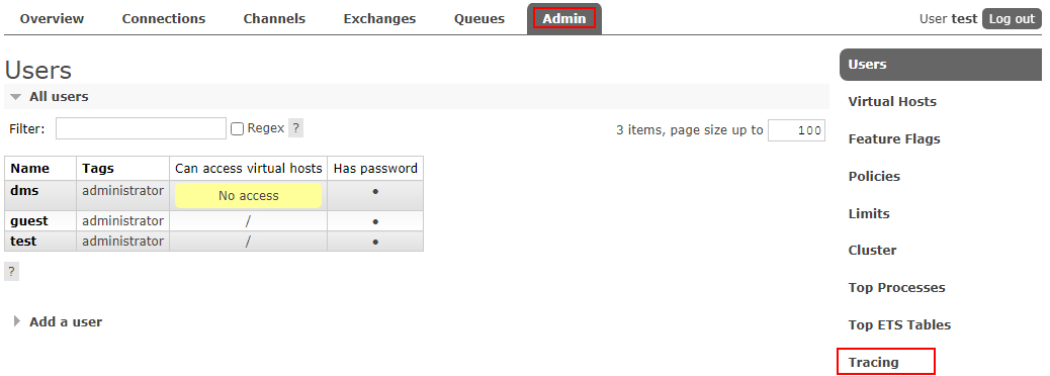 Overview Connections Channels Exchanges Queues Admin User test Log out
Users
All users
Filter: Regex ? 3 items, page size up to 100
Name Tags Can access virtual hosts Has password
dms administrator No access •
guest administrator / •
test administrator / •
?
Add a user
Users
Virtual Hosts
Feature Flags
Policies
Limits
Cluster
Top Processes
Top ETS Tables
Tracing